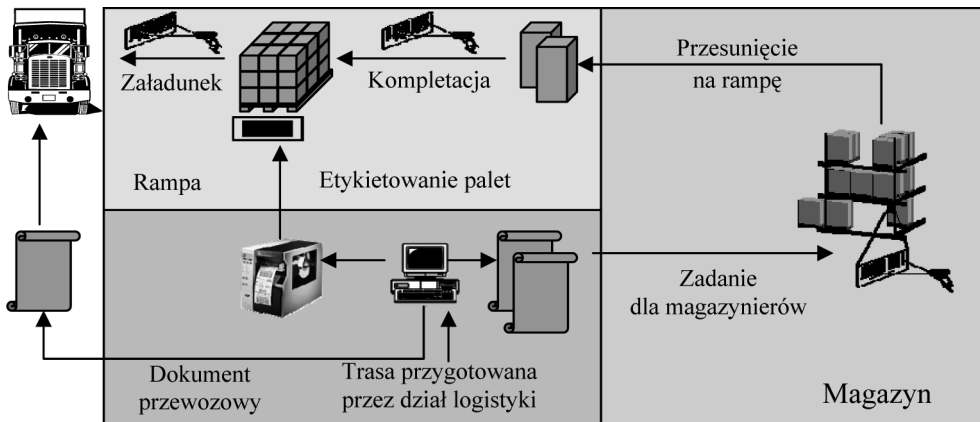 Załadunek
Kompletacja
Przesunięcie
na rampę
Rampa
Etykietowanie palet
Zadanie
dla magazynierów
Dokument
przewozowy
Trasa przygotowana
przez dział logistyki
Magazyn